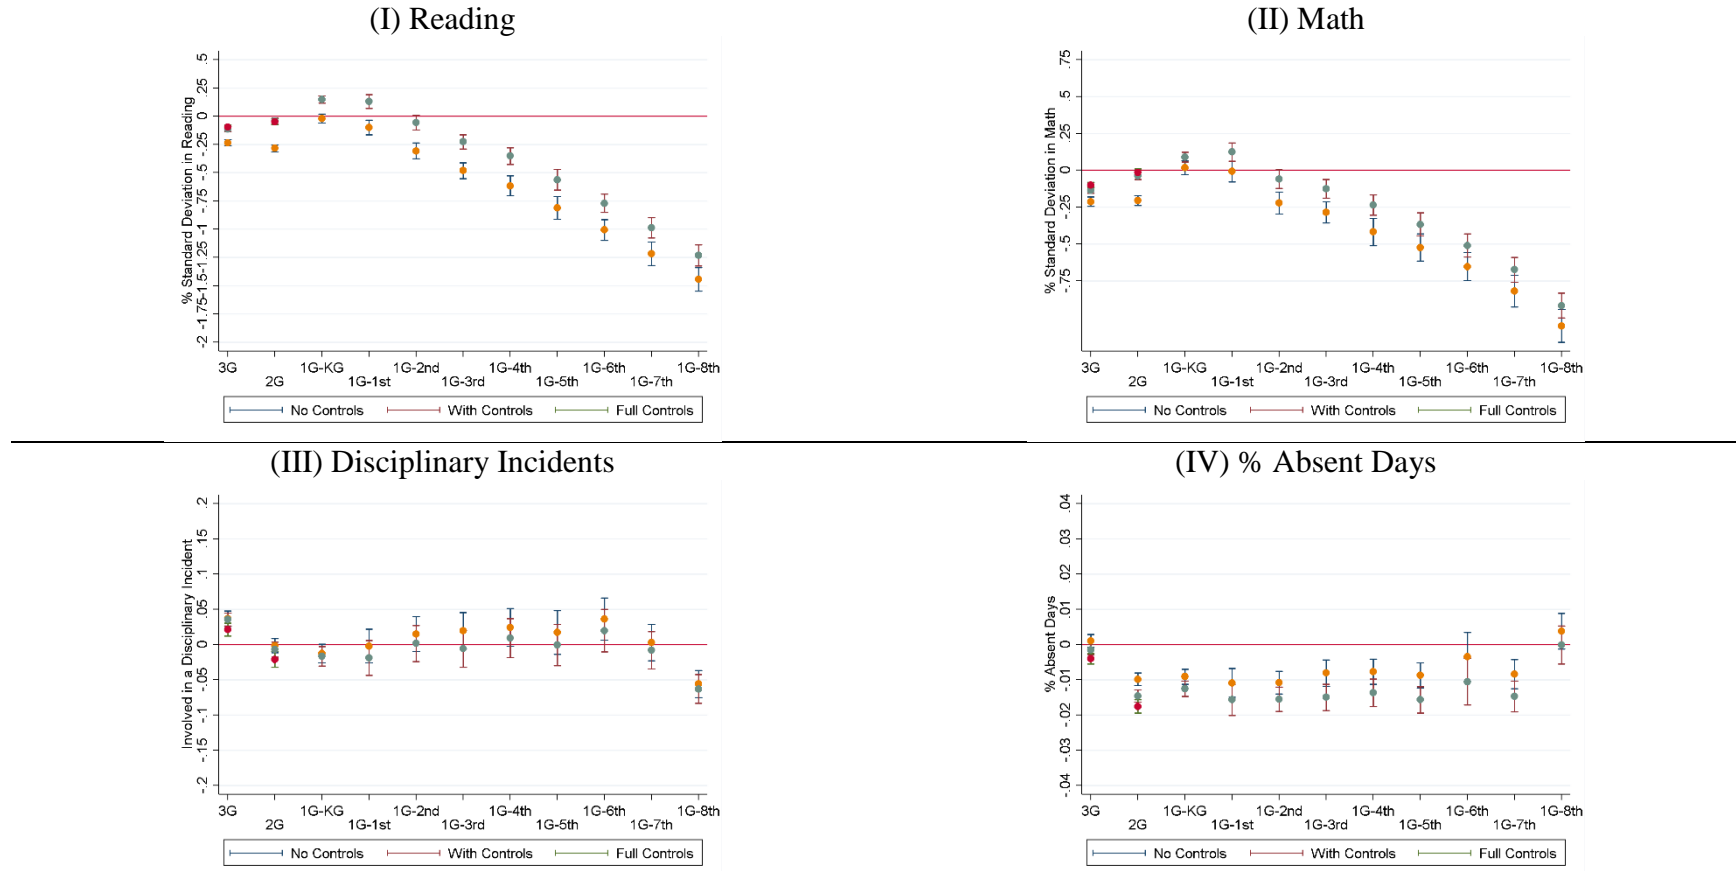 (I) Reading
(II) Math
% Standard Deviation in Reading
.5
.25
0
-.25
-.5
-.75
-1
-1.25
-1.5
-1.75
-2
3G 1G-KG 1G-2nd 1G-4th 1G-6th 1G-8th
2G 1G-1st 1G-3rd 1G-5th 1G-7th
No Controls With Controls Full Controls
% Standard Deviation in Math
.75
.5
.25
0
-.25
-.5
-.75
3G 1G-KG 1G-2nd 1G-4th 1G-6th 1G-8th
2G 1G-1st 1G-3rd 1G-5th 1G-7th
No Controls With Controls Full Controls
(III) Disciplinary Incidents
(IV) % Absent Days
Involved in a Disciplinary Incident
.2
.15
.1
.05
0
-.05
-.1
-.15
-.2
3G 1G-KG 1G-2nd 1G-4th 1G-6th 1G-8th
2G 1G-1st 1G-3rd 1G-5th 1G-7th
No Controls With Controls Full Controls
% Absent Days
.04
.03
.02
.01
0
-.01
-.02
-.03
-.04
3G 1G-KG 1G-2nd 1G-4th 1G-6th 1G-8th
2G 1G-1st 1G-3rd 1G-5th 1G-7th
No Controls With Controls Full Controls